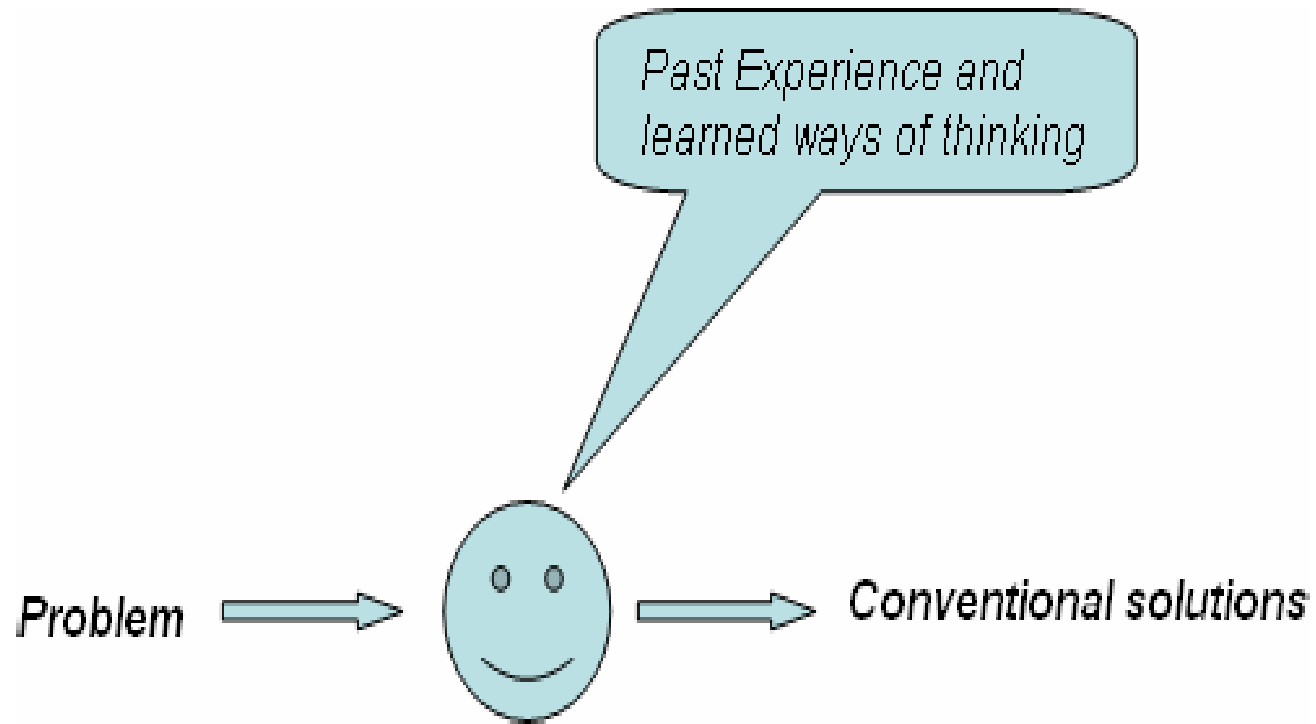 Past Experience and
learned ways of thinking
Problem
Conventional solutions